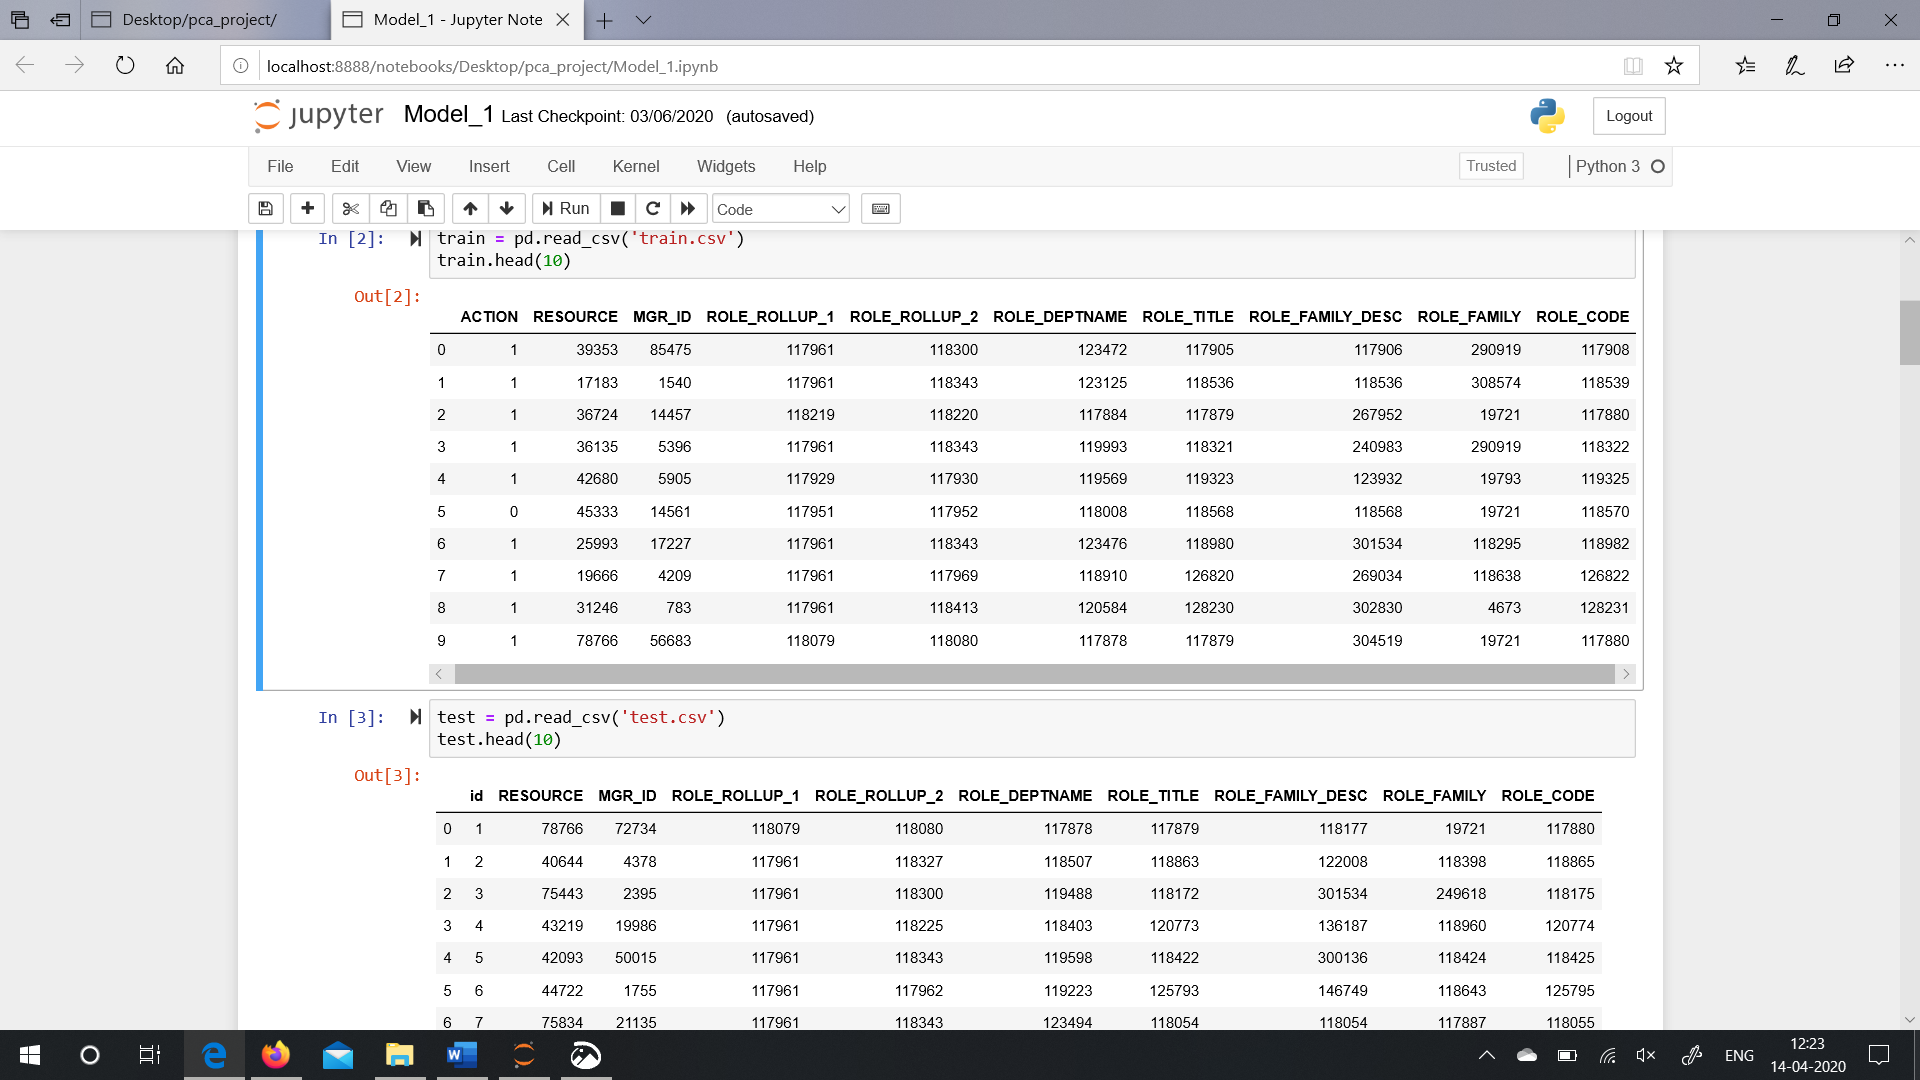 Desktop/pca_project/
Model_1 - Jupyter Note
localhost:8888/notebooks/Desktop/pca_project/Model_1.ipynb
jupyter Model_1 Last Checkpoint: 03/06/2020 (autosaved)
Logout
File Edit View Insert Cell Kernel Widgets Help
Trusted
Python 3
Run
Code
In [2]: train = pd.read_csv('train.csv')
train.head(10)
Out[2]:
ACTION RESOURCE MGR_ID ROLE_ROLLUP_1 ROLE_ROLLUP_2 ROLE_DEPTNAME ROLE_TITLE ROLE_FAMILY_DESC ROLE_FAMILY ROLE_CODE
0 1 39353 85475 117961 118300 123472 117905 117906 290919 117908
1 1 17183 1540 117961 118343 123125 118536 118536 308574 118539
2 1 36724 14457 118219 118220 117884 117879 267952 19721 117880
3 1 36135 5396 117961 118343 119993 118321 240983 290919 118322
4 1 42680 5905 117929 117930 119569 119323 123932 19793 119325
5 0 45333 14561 117951 117952 118008 118568 118568 19721 118570
6 1 25993 17227 117961 118343 123476 118980 301534 118295 118982
7 1 19666 4209 117961 117969 118910 126820 269034 118638 126822
8 1 31246 783 117961 118413 120584 128230 302830 4673 128231
9 1 78766 56683 118079 118080 117878 117879 304519 19721 117880
In [3]: test = pd.read_csv('test.csv')
test.head(10)
Out[3]:
id RESOURCE MGR_ID ROLE_ROLLUP_1 ROLE_ROLLUP_2 ROLE_DEPTNAME ROLE_TITLE ROLE_FAMILY_DESC ROLE_FAMILY ROLE_CODE
0 1 78766 72734 118079 118080 117878 117879 118177 19721 117880
1 2 40644 4378 117961 118327 118507 118863 122008 118398 118865
2 3 75443 2395 117961 118300 119488 118172 301534 249618 118175
3 4 43219 19986 117961 118225 118403 120773 136187 118960 120774
4 5 42093 50015 117961 118343 119598 118422 300136 118424 118425
5 6 44722 1755 117961 117962 119223 125793 146749 118643 125795
6 7 75834 21135 117961 118343 123494 118054 118054 117887 118055
ENG
12:23
14-04-2020